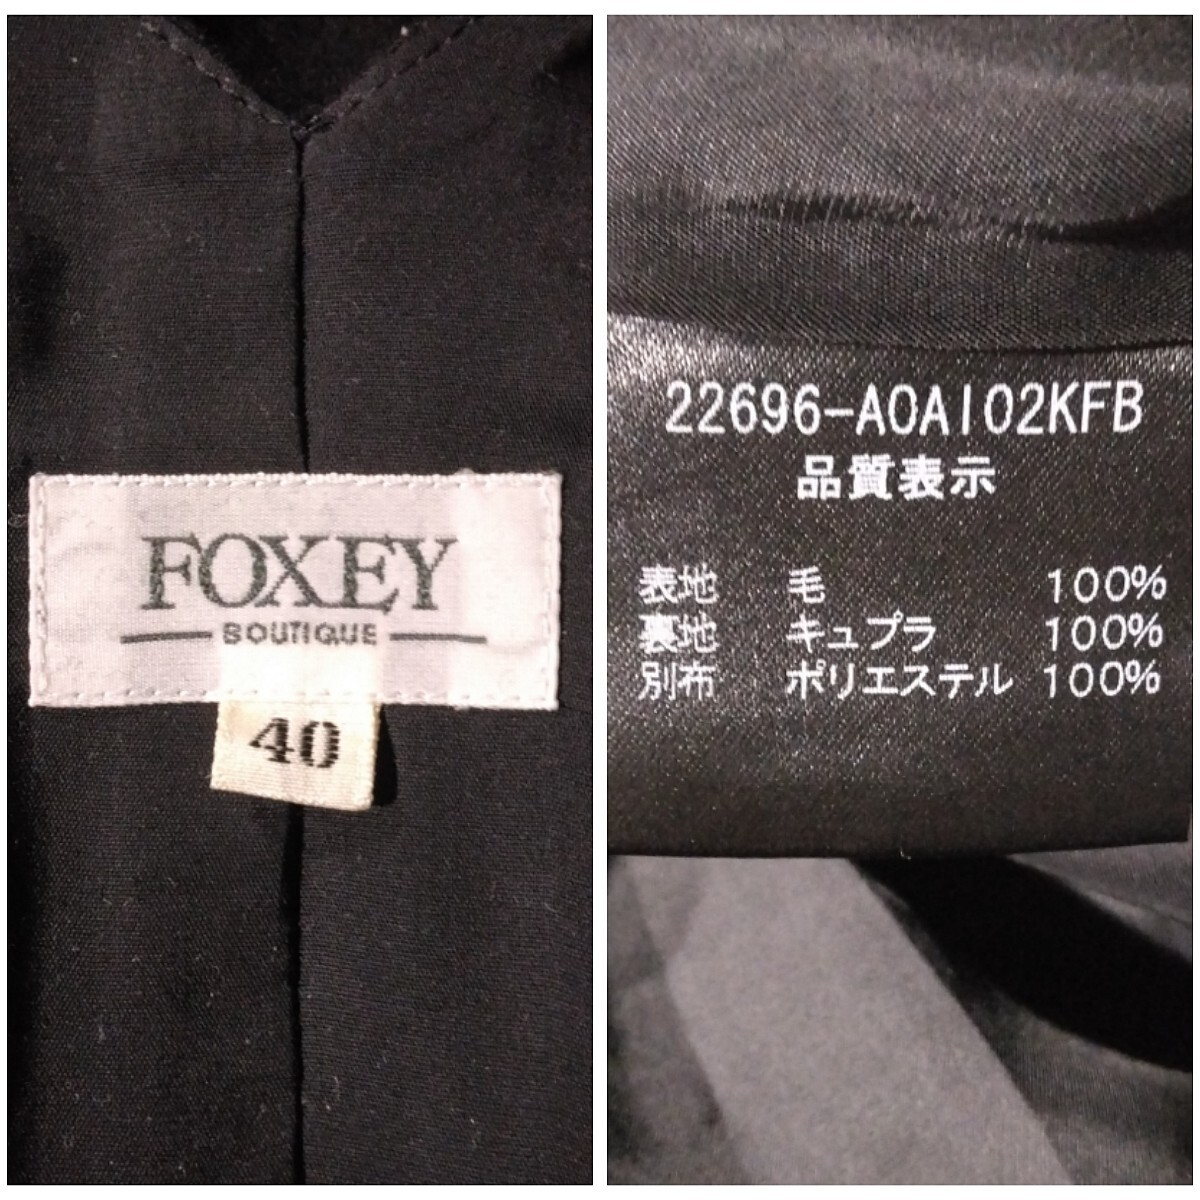 FOXEY
BOUTIQUE
40
22696-A0AI02KFB
品質表示
表地 毛 100%
裏地 キュプラ 100%
別布 ポリエステル 100%